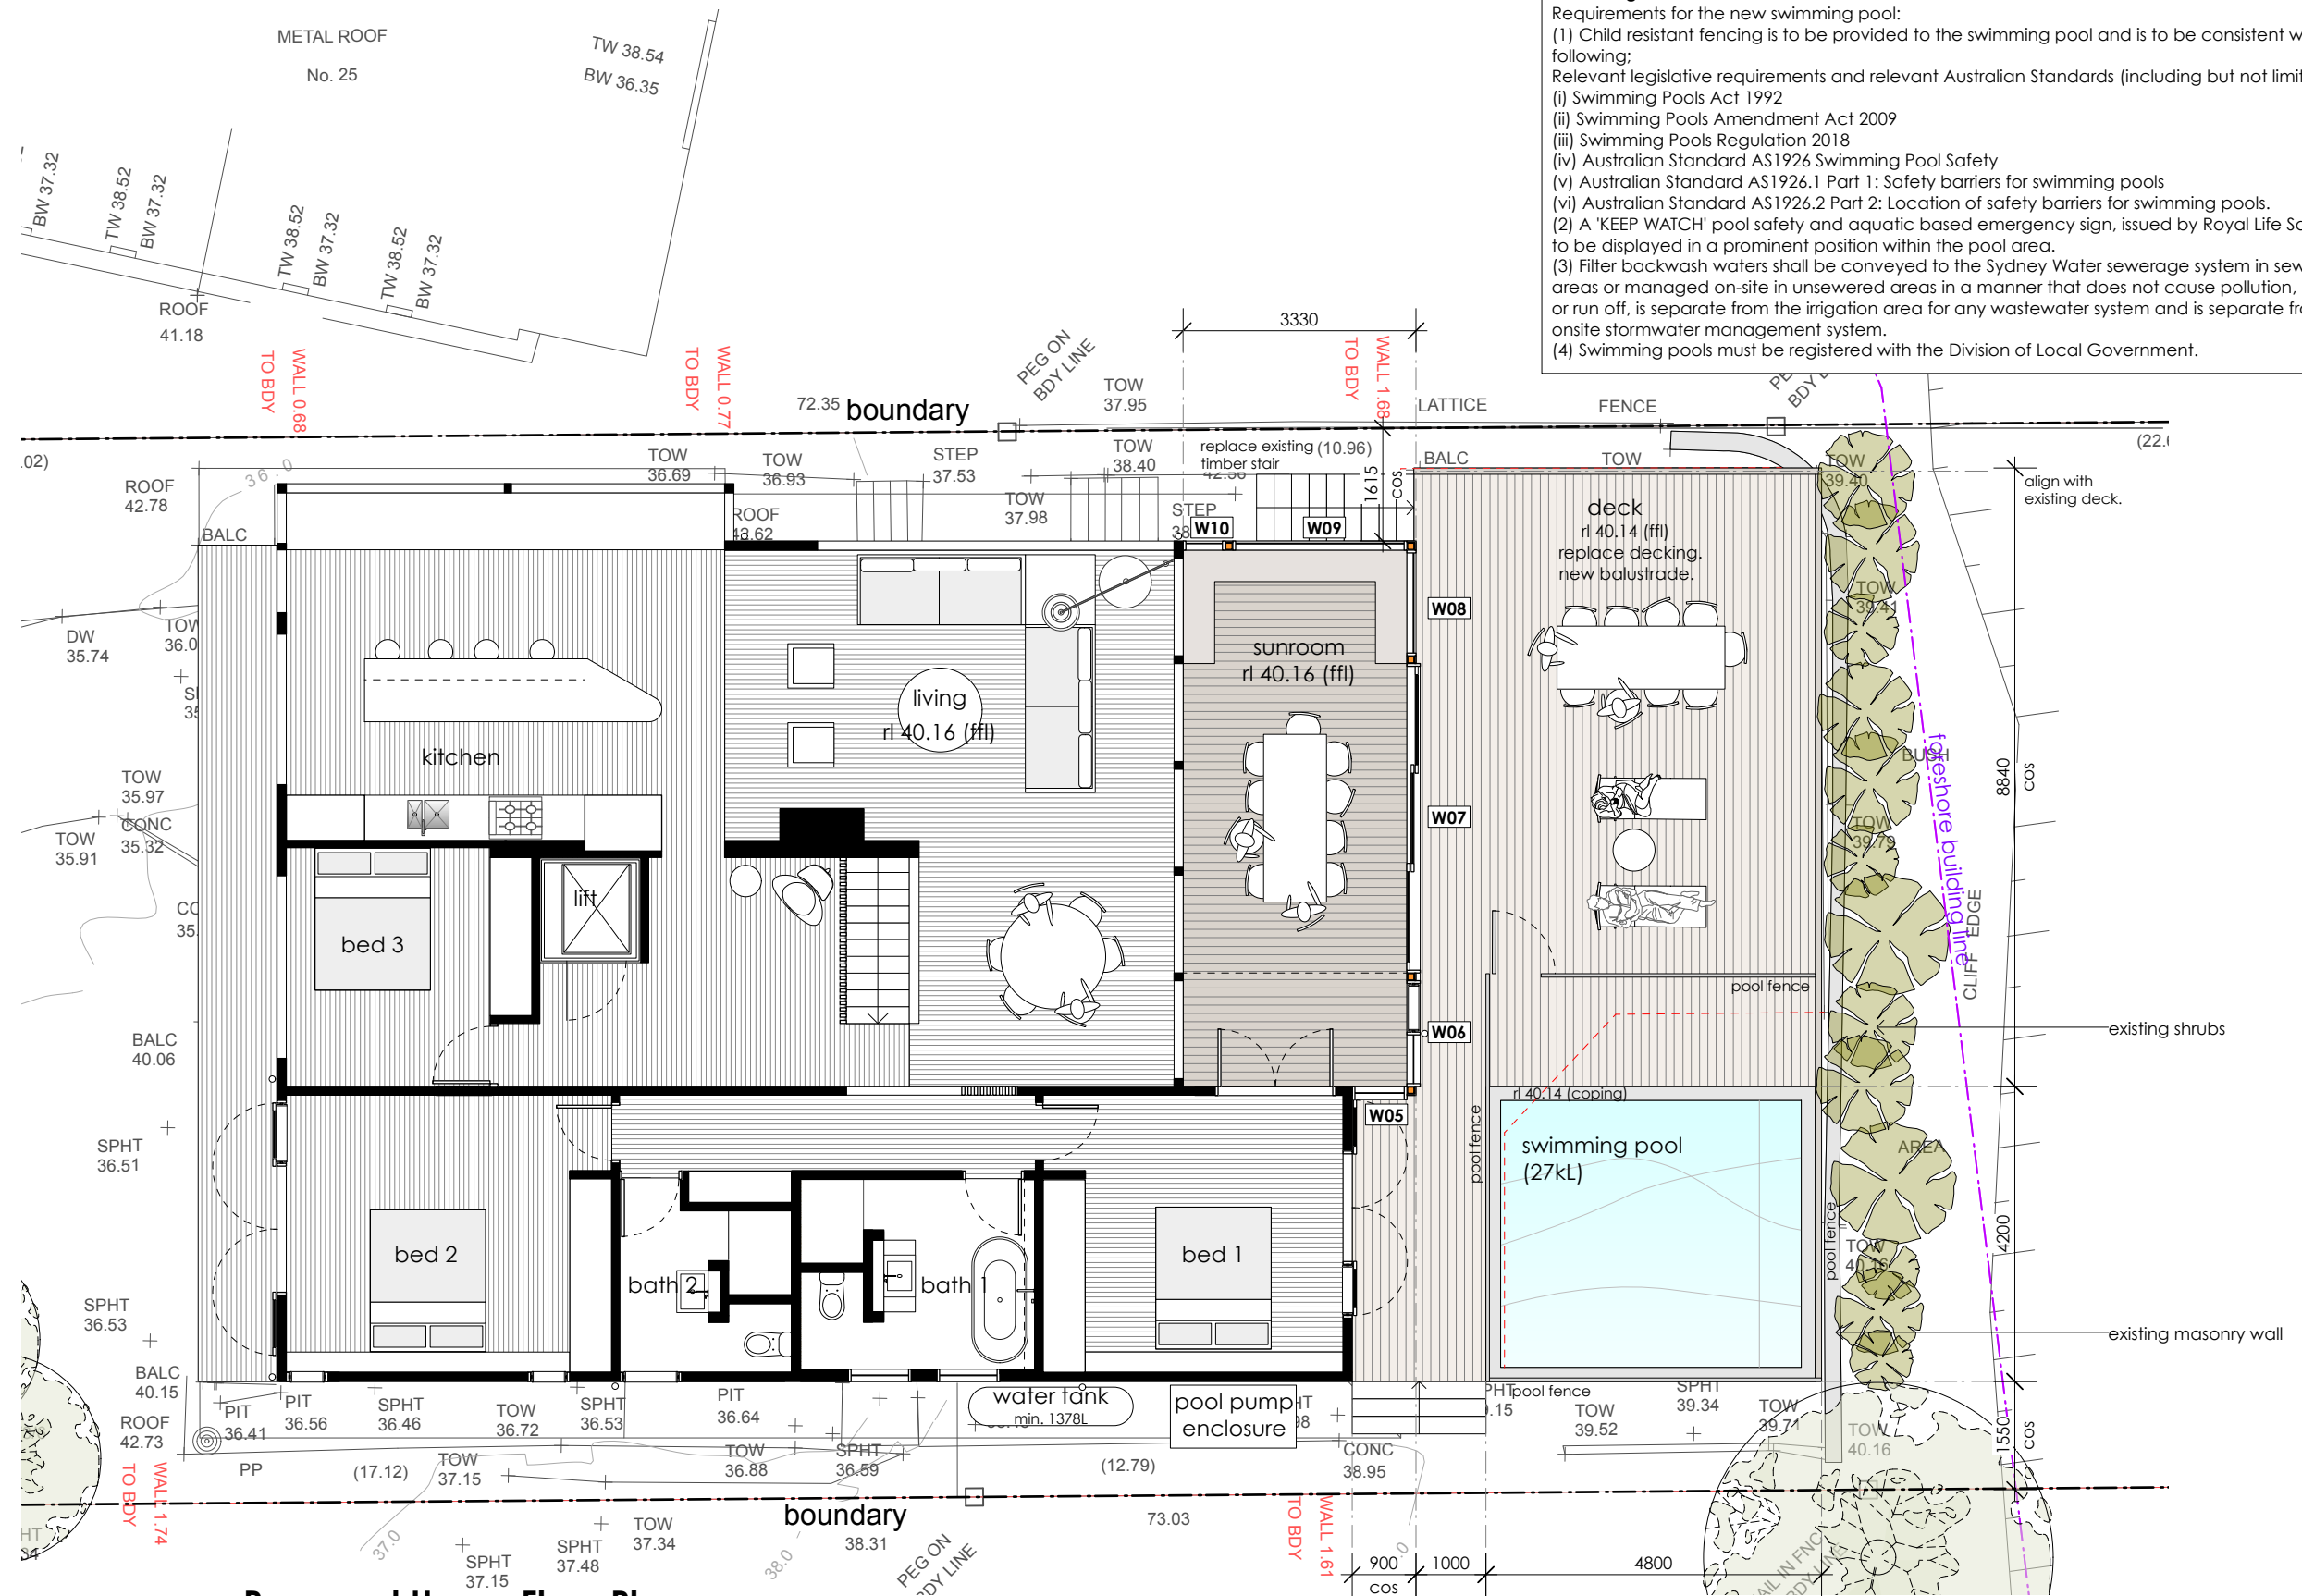 Requirements for the new swimming pool:
(1) Child resistant fencing is to be provided to the swimming pool and is to be consistent w
following;
Relevant legislative requirements and relevant Australian Standards (including but not limit
(i) Swimming Pools Act 1992
(ii) Swimming Pools Amendment Act 2009
(iii) Swimming Pools Regulation 2018
(iv) Australian Standard AS1926 Swimming Pool Safety
(v) Australian Standard AS1926.1 Part 1: Safety barriers for swimming pools
(vi) Australian Standard AS1926.2 Part 2: Location of safety barriers for swimming pools.
(2) A 'KEEP WATCH' pool safety and aquatic based emergency sign, issued by Royal Life Sa
to be displayed in a prominent position within the pool area.
(3) Filter backwash waters shall be conveyed to the Sydney Water sewerage system in sew
areas or managed on-site in unsewered areas in a manner that does not cause pollution,
or run off, is separate from the irrigation area for any wastewater system and is separate fr
onsite stormwater management system.
(4) Swimming pools must be registered with the Division of Local Government.
METAL ROOF
No. 25
TW 38.54
BW 36.35
BW 37.32
TW 38.52
BW 37.32
TW 38.52
BW 37.32
TW 38.52
BW 37.32
ROOF
41.18
WALL 0.68
TO BDY
WALL 0.77
TO BDY
3330
WALL 1.68
TO BDY
PEG ON
BDY LINE
TOW
37.95
72.35
boundary
LATTICE
FENCE
.02)
36.0
TOW
36.69
TOW
36.93
STEP
37.53
TOW
38.40
replace existing
timber stair
(10.96)
1615
cos
BALC
TOW
TOW
39.40
align with
existing deck.
ROOF
42.78
BALC
TOW
37.98
STEP
W10
W09
deck
rl 40.14 (ffl)
replace decking.
new balustrade.
DW
35.74
W08
TOW
39.41
sunroom
rl 40.16 (ffl)
living
rl 40.16 (ffl)
kitchen
TOW
35.97
CONC
35.32
TOW
35.91
W07
TOW
39.79
BUSH
foreshore building line
8840
cos
CLIFF EDGE
lift
bed 3
pool fence
BALC
40.06
W06
existing shrubs
rl 40.14 (coping)
W05
pool fence
swimming pool
(27kL)
AREA
SPHT
36.51
bed 2
bath 2
bath 1
bed 1
pool fence
4200
TOW
40.16
SPHT
36.53
existing masonry wall
BALC
40.15
ROOF
42.73
PIT
36.41
PIT
36.56
SPHT
36.46
TOW
36.72
SPHT
36.53
PIT
36.64
water tank
min. 1378L
pool pump
enclosure
pool fence
SPHT
39.34
TOW
39.52
TOW
39.71
TOW
40.16
1550
cos
PP
(17.12)
TOW
37.15
TOW
36.88
SPHT
36.59
(12.79)
CONC
38.95
WALL 1.74
TO BDY
boundary
38.31
73.03
WALL 1.61
TO BDY
37.0
SPHT
37.15
SPHT
37.48
TOW
37.34
38.0
PEG ON
BDY LINE
900
cos
1000
4800